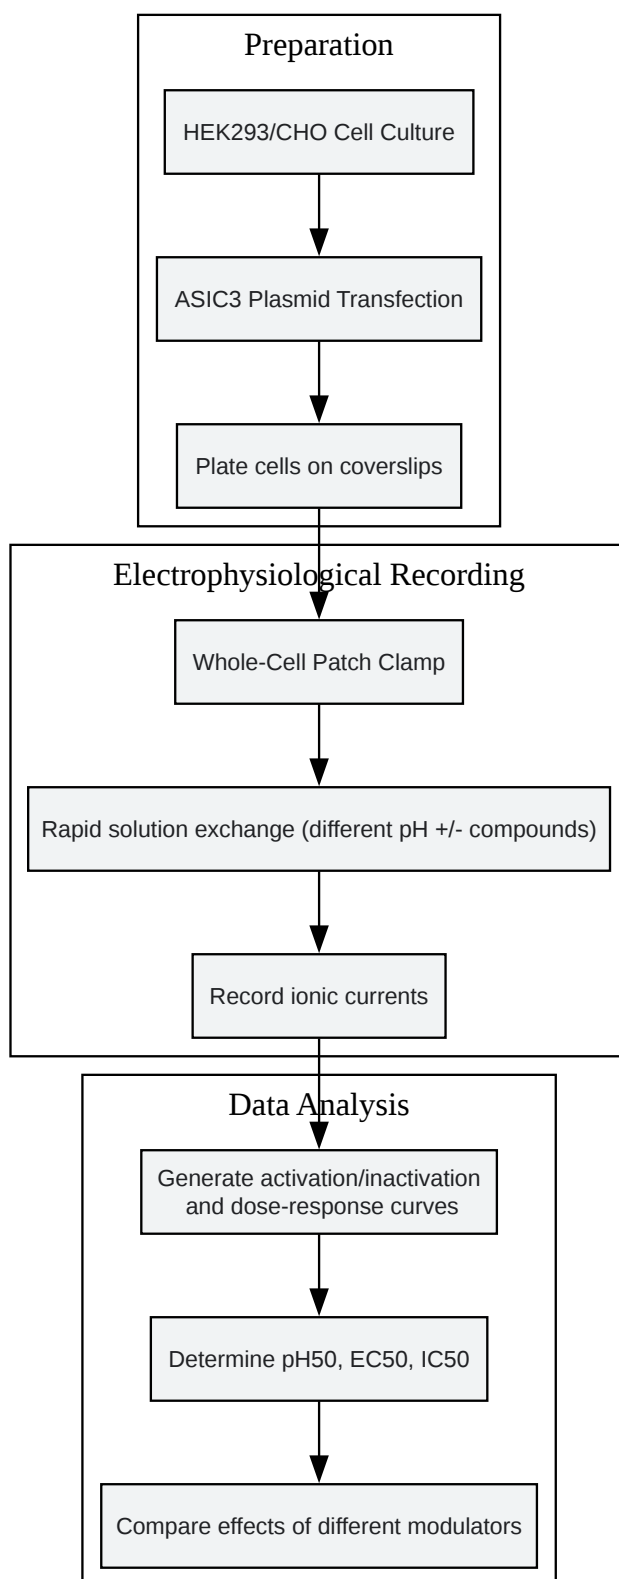 Preparation
HEK293/CHO Cell Culture
ASIC3 Plasmid Transfection
Plate cells on coverslips
Electrophysiological Recording
Whole-Cell Patch Clamp
Rapid solution exchange (different pH +/- compounds)
Record ionic currents
Data Analysis
Generate activation/inactivation
and dose-response curves
Determine pH50, EC50, IC50
Compare effects of different modulators